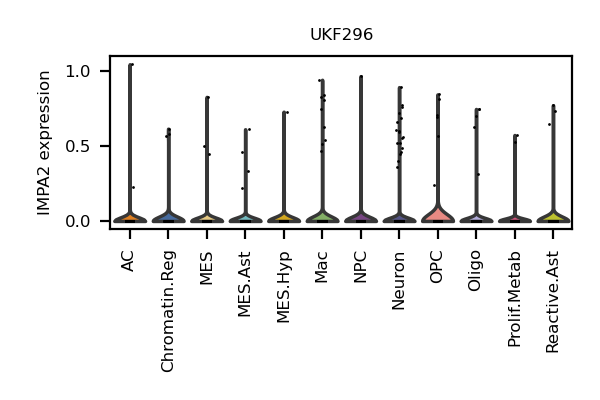 UKF296
IMPA2 expression
1.0
0.5
0.0
AC
Chromatin.Reg
MES
MES.Ast
MES.Hyp
Mac
NPC
Neuron
OPC
Oligo
Prolif.Metab
Reactive.Ast